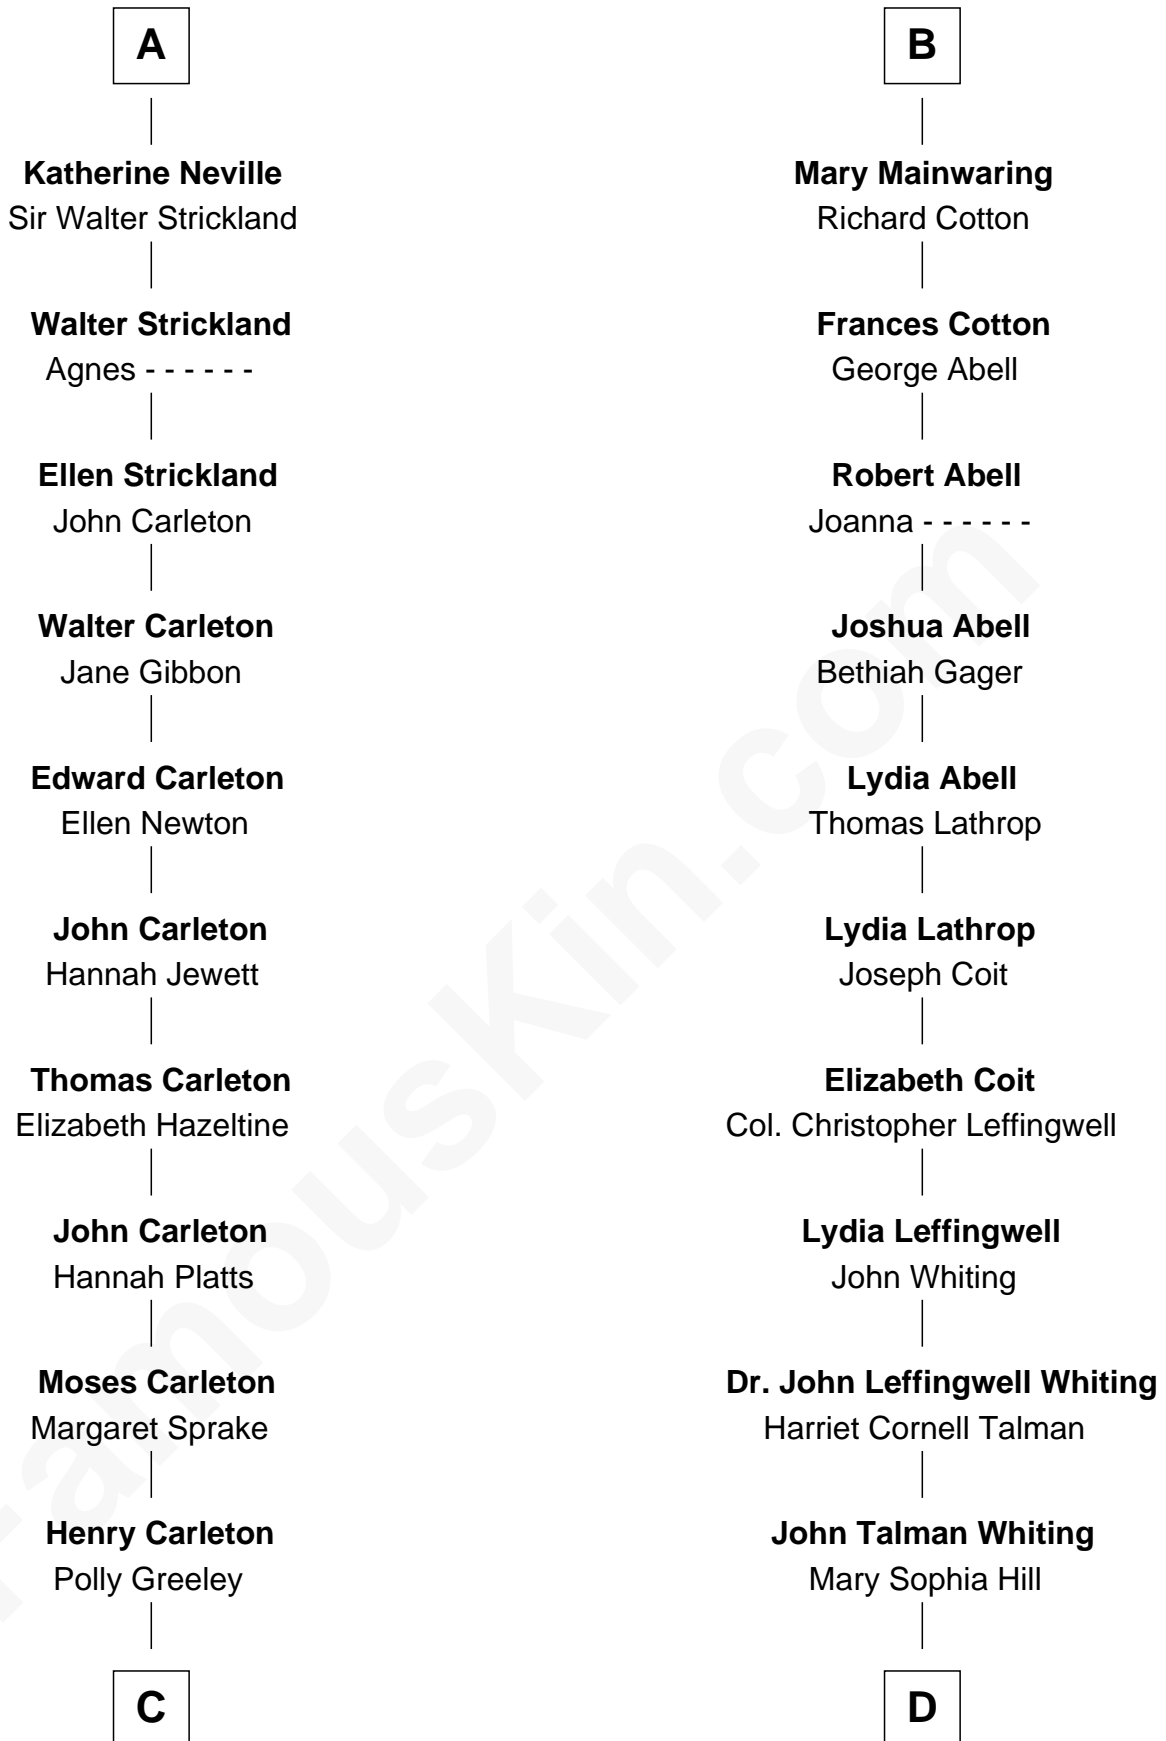 A
Katherine Neville
Sir Walter Strickland
Walter Strickland
Agnes - - - - - -
Ellen Strickland
John Carleton
Walter Carleton
Jane Gibbon
Edward Carleton
Ellen Newton
John Carleton
Hannah Jewett
Thomas Carleton
Elizabeth Hazeltine
John Carleton
Hannah Platts
Moses Carleton
Margaret Sprake
Henry Carleton
Polly Greeley
C
B
Mary Mainwaring
Richard Cotton
Frances Cotton
George Abell
Robert Abell
Joanna - - - - - -
Joshua Abell
Bethiah Gager
Lydia Abell
Thomas Lathrop
Lydia Lathrop
Joseph Coit
Elizabeth Coit
Col. Christopher Leffingwell
Lydia Leffingwell
John Whiting
Dr. John Leffingwell Whiting
Harriet Cornell Talman
John Talman Whiting
Mary Sophia Hill
D
FamousKin.com